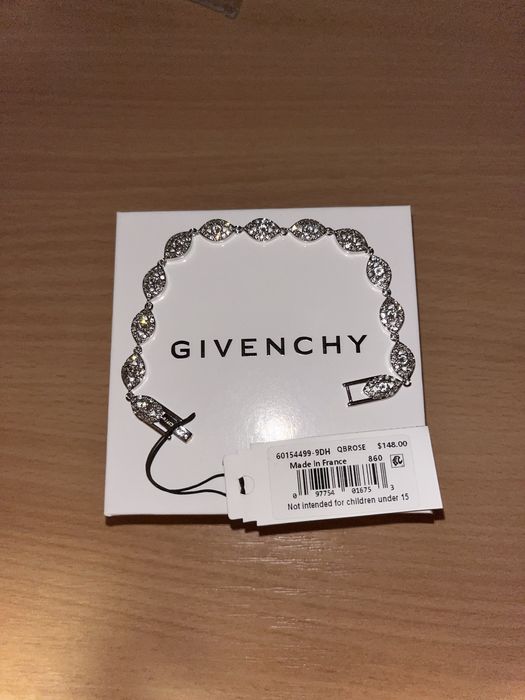 GIVENCHY
60154499-9DH QBROSE $148.00
Made In France 860
0 97754 01675 3
Not intended for children under 15